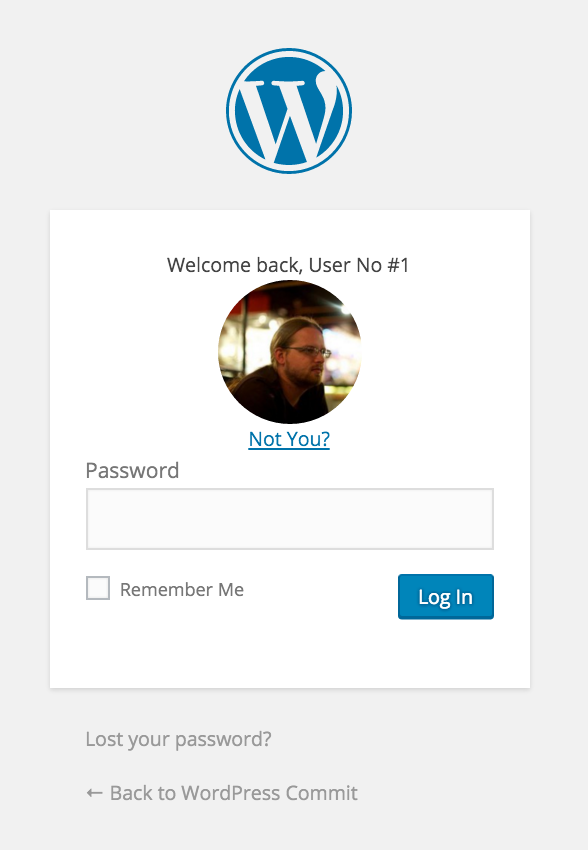 Welcome back, User No #1
Not You?
Password
Remember Me
Log In
Lost your password?
← Back to WordPress Commit